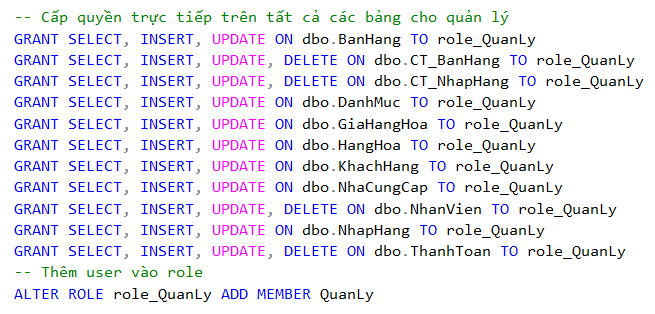 -- Cấp quyền trực tiếp trên tất cả các bảng cho quản lý
GRANT SELECT, INSERT, UPDATE ON dbo.BanHang TO role_QuanLy
GRANT SELECT, INSERT, UPDATE, DELETE ON dbo.CT_BanHang TO role_QuanLy
GRANT SELECT, INSERT, UPDATE, DELETE ON dbo.CT_NhapHang TO role_QuanLy
GRANT SELECT, INSERT, UPDATE ON dbo.DanhMuc TO role_QuanLy
GRANT SELECT, INSERT, UPDATE ON dbo.GiaHangHoa TO role_QuanLy
GRANT SELECT, INSERT, UPDATE ON dbo.HangHoa TO role_QuanLy
GRANT SELECT, INSERT, UPDATE ON dbo.KhachHang TO role_QuanLy
GRANT SELECT, INSERT, UPDATE ON dbo.NhaCungCap TO role_QuanLy
GRANT SELECT, INSERT, UPDATE, DELETE ON dbo.NhanVien TO role_QuanLy
GRANT SELECT, INSERT, UPDATE ON dbo.NhapHang TO role_QuanLy
GRANT SELECT, INSERT, UPDATE, DELETE ON dbo.ThanhToan TO role_QuanLy
-- Thêm user vào role
ALTER ROLE role_QuanLy ADD MEMBER QuanLy